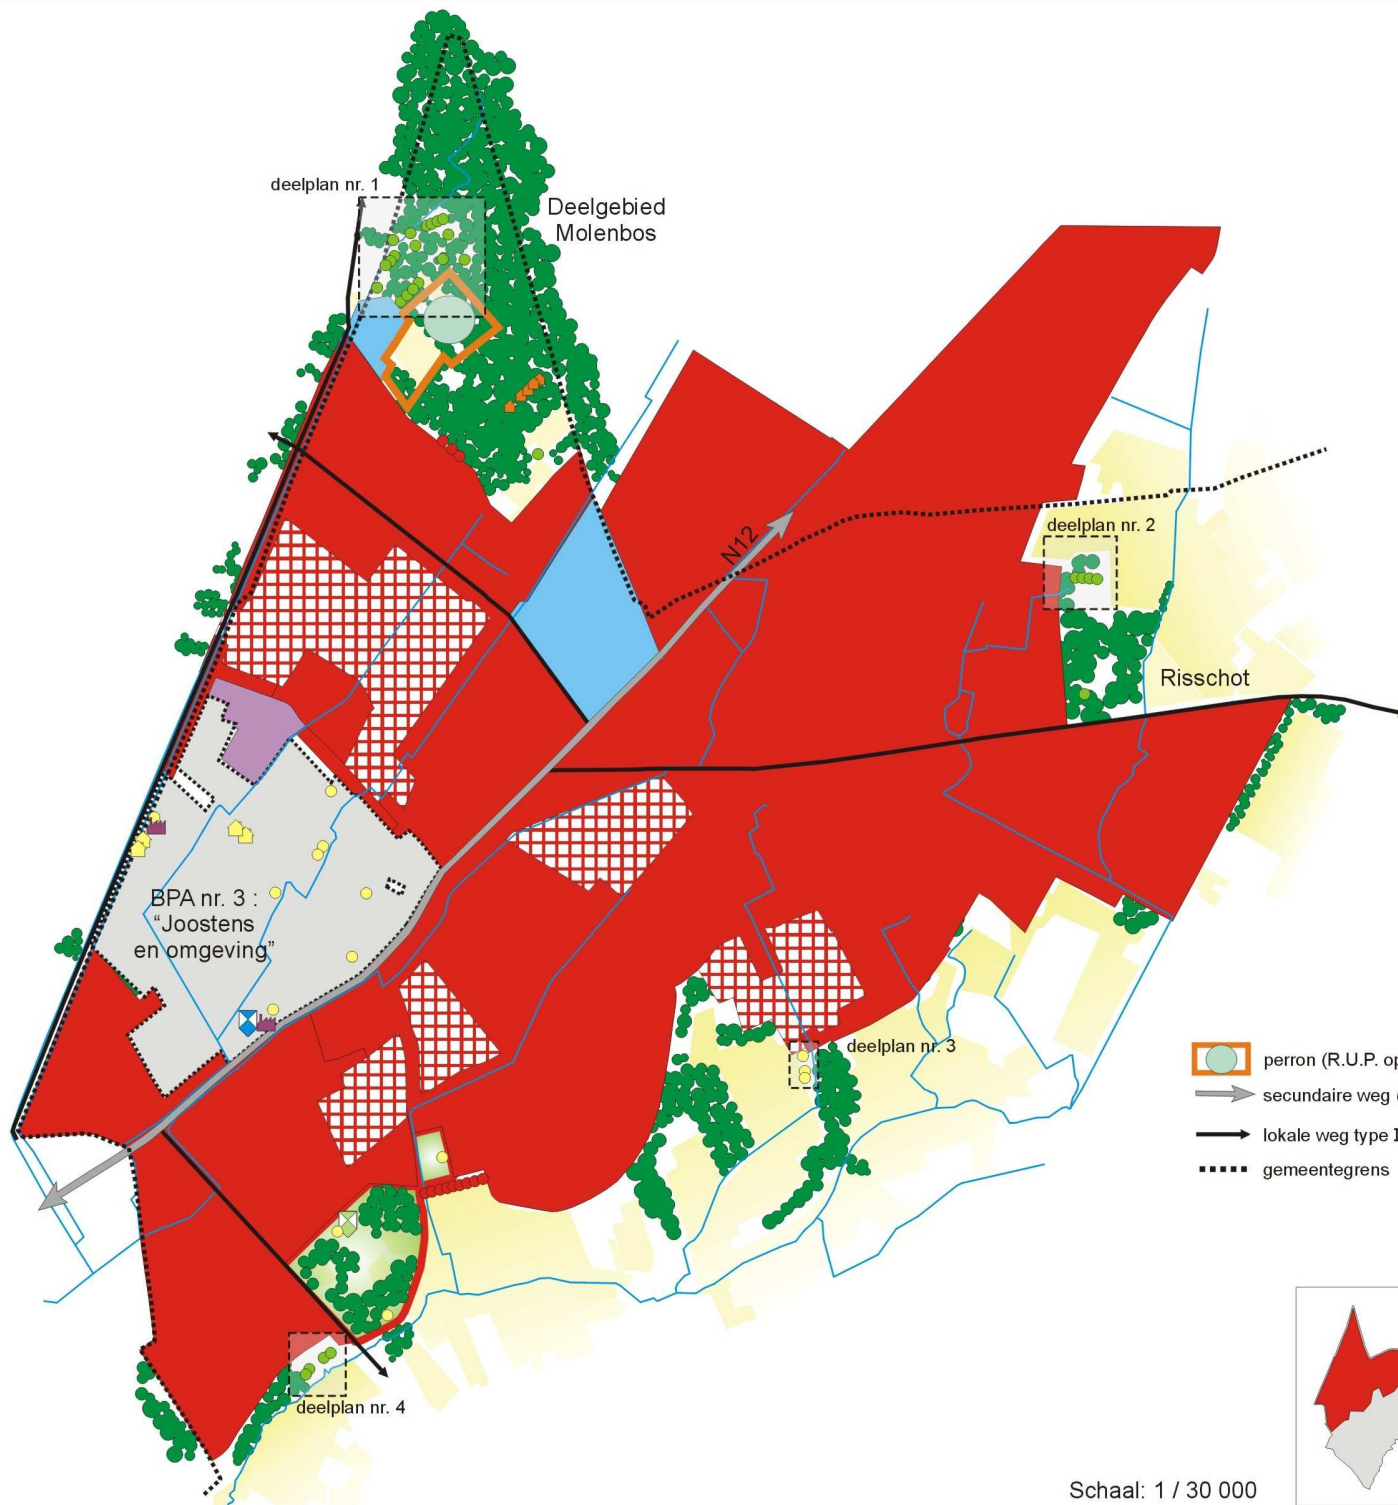 deelplan nr. 1
Deelgebied
Molenbos
N12
deelplan nr. 2
Risschot
BPA nr. 3 :
“Joostens
en omgeving”
deelplan nr. 3
perron (R.U.P. op
secundaire weg (
lokale weg type I
gemeentegrens
deelplan nr. 4
Schaal: 1 / 30 000